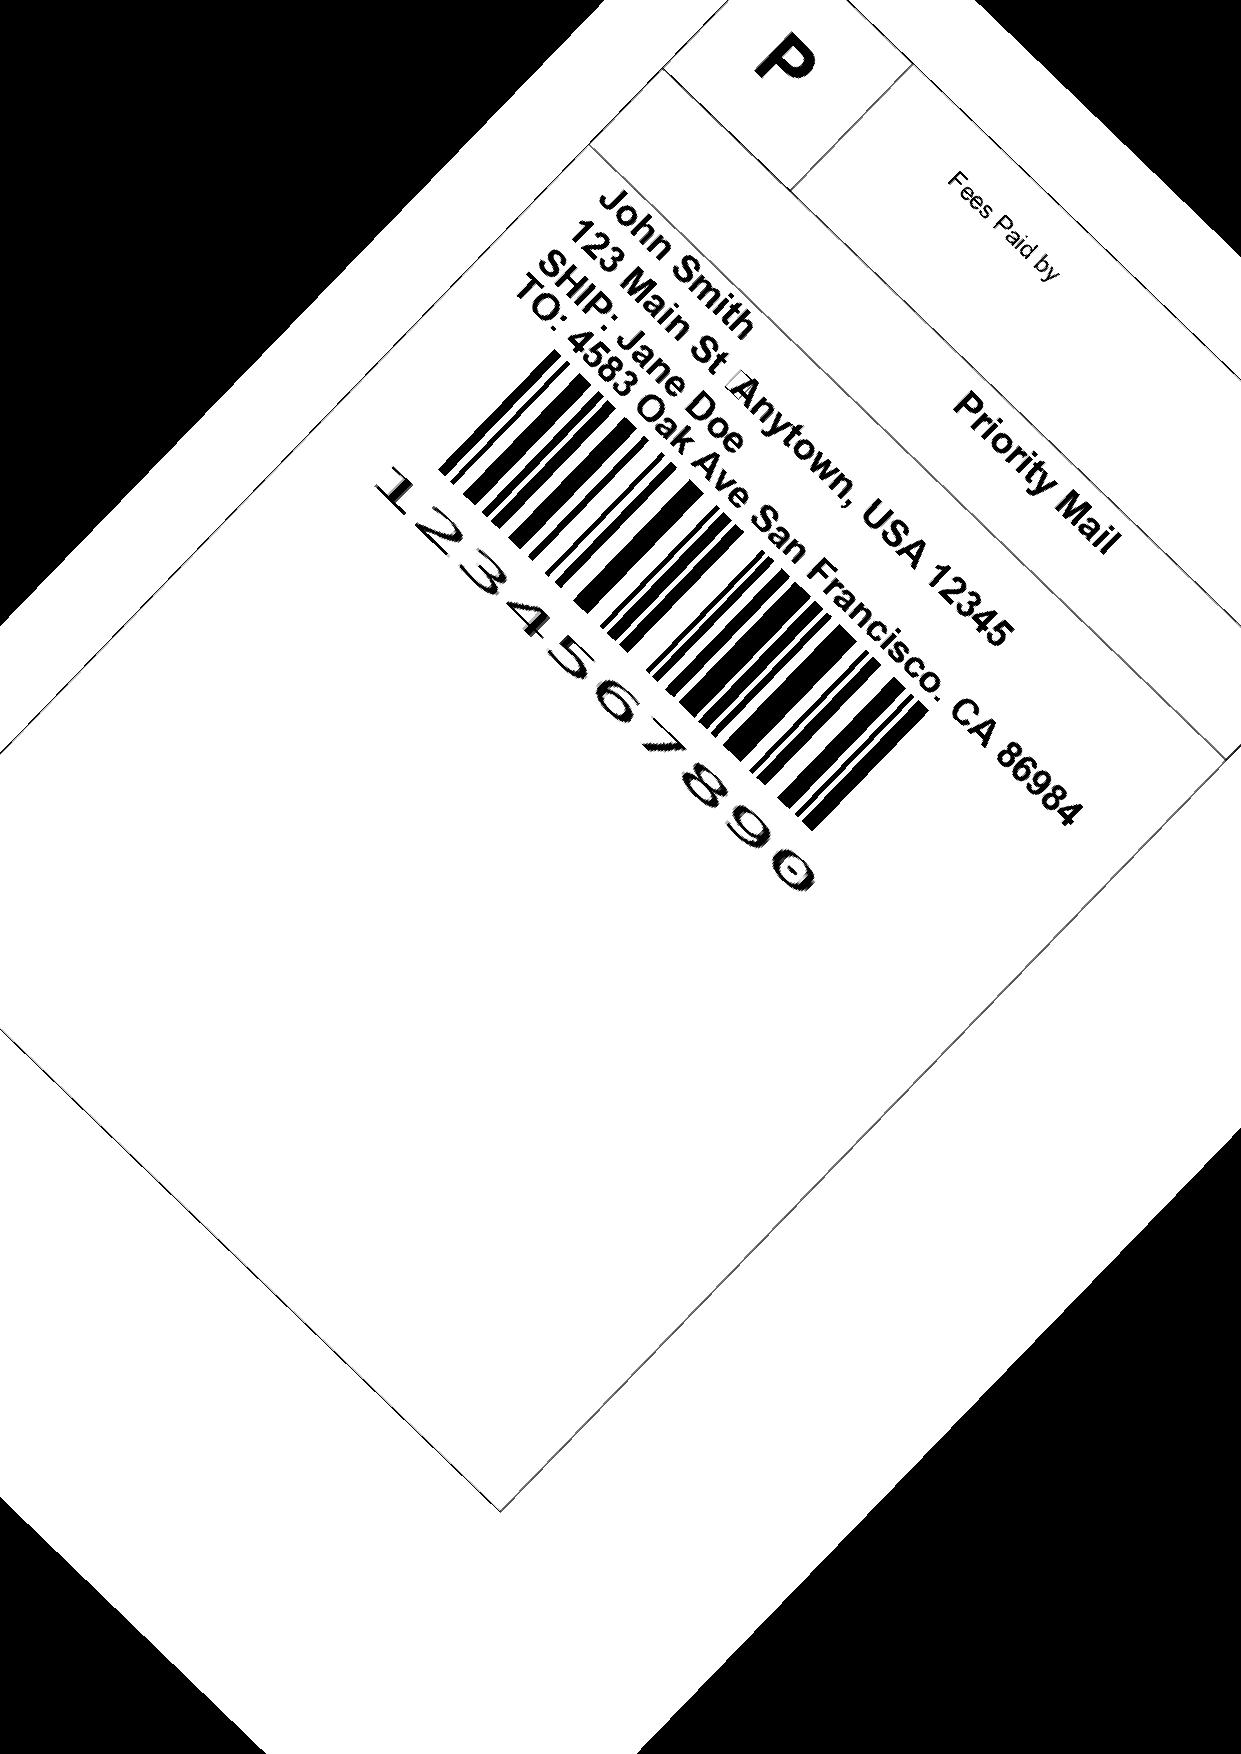 P
Fees Paid by
Priority Mail
John Smith
123 Main St Anytown, USA 12345
SHIP: Jane Doe
TO: 4583 Oak Ave San Francisco. CA 86984
1234567890